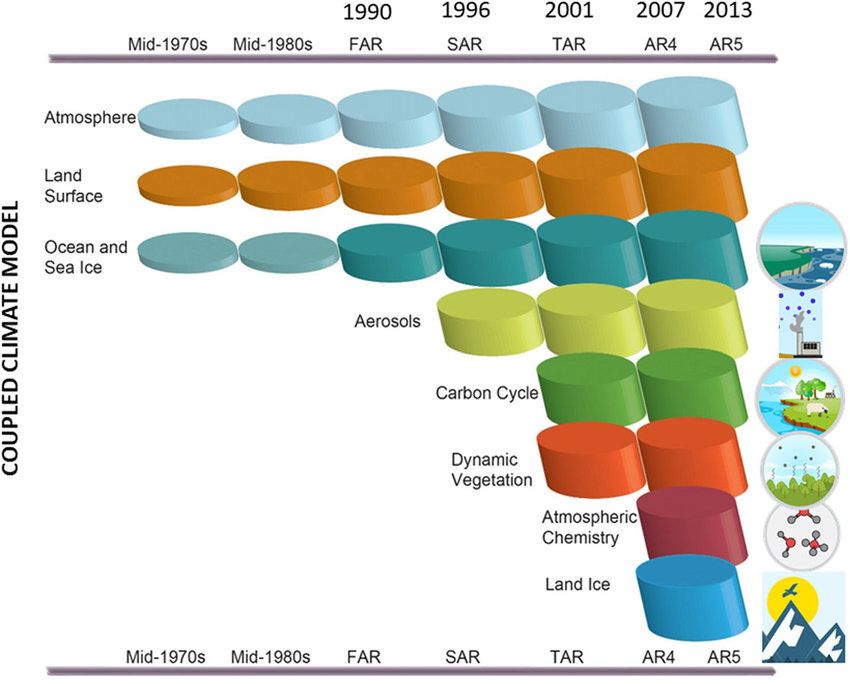 1990 1996 2001 2007 2013
Mid-1970s Mid-1980s FAR SAR TAR AR4 AR5
COUPLED CLIMATE MODEL
Atmosphere
Land
Surface
Ocean and
Sea Ice
Aerosols
Carbon Cycle
Dynamic
Vegetation
Atmospheric
Chemistry
Land Ice
Mid-1970s Mid-1980s FAR SAR TAR AR4 AR5